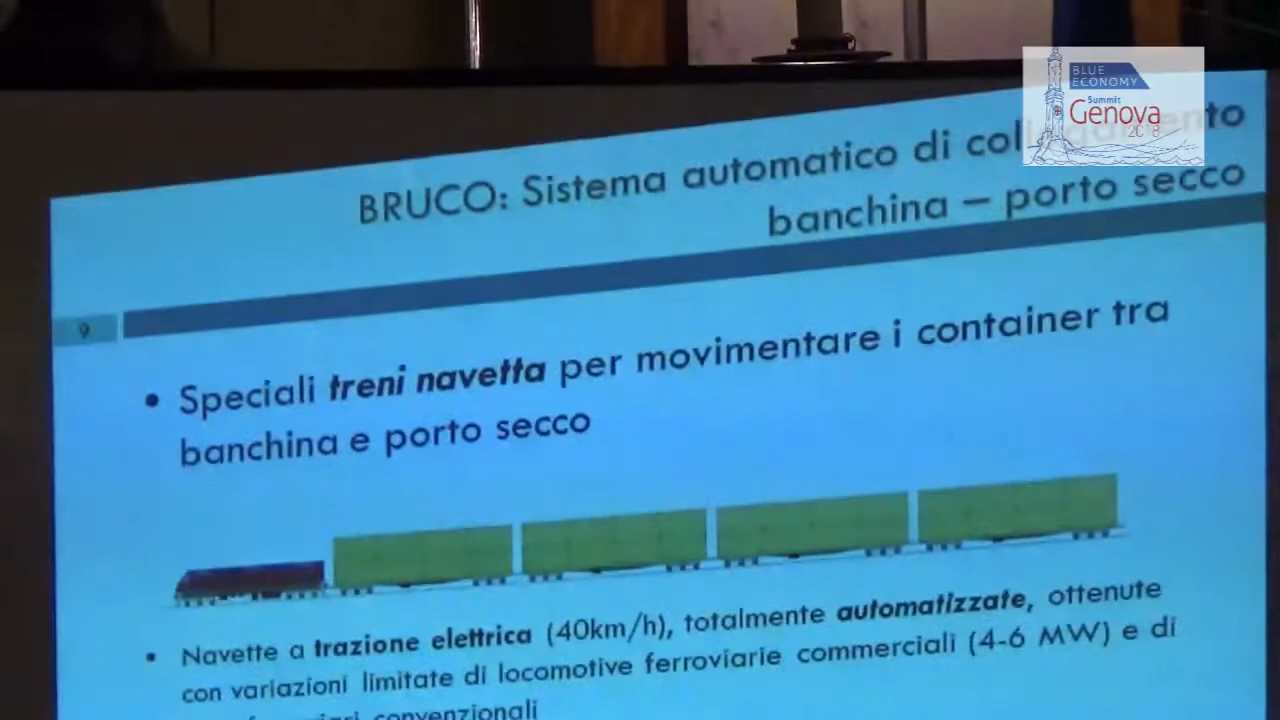 BLUE
ECONOMY
Summit
Genova
2018
BRUCO: Sistema automatico di
banchina – porto secco
9
• Speciali treni navetta per movimentare i container tra
banchina e porto secco
• Navette a trazione elettrica (40km/h), totalmente automatizzate, ottenute
con variazioni limitate di locomotive ferroviarie commerciali (4-6 MW) e di
convenzionali